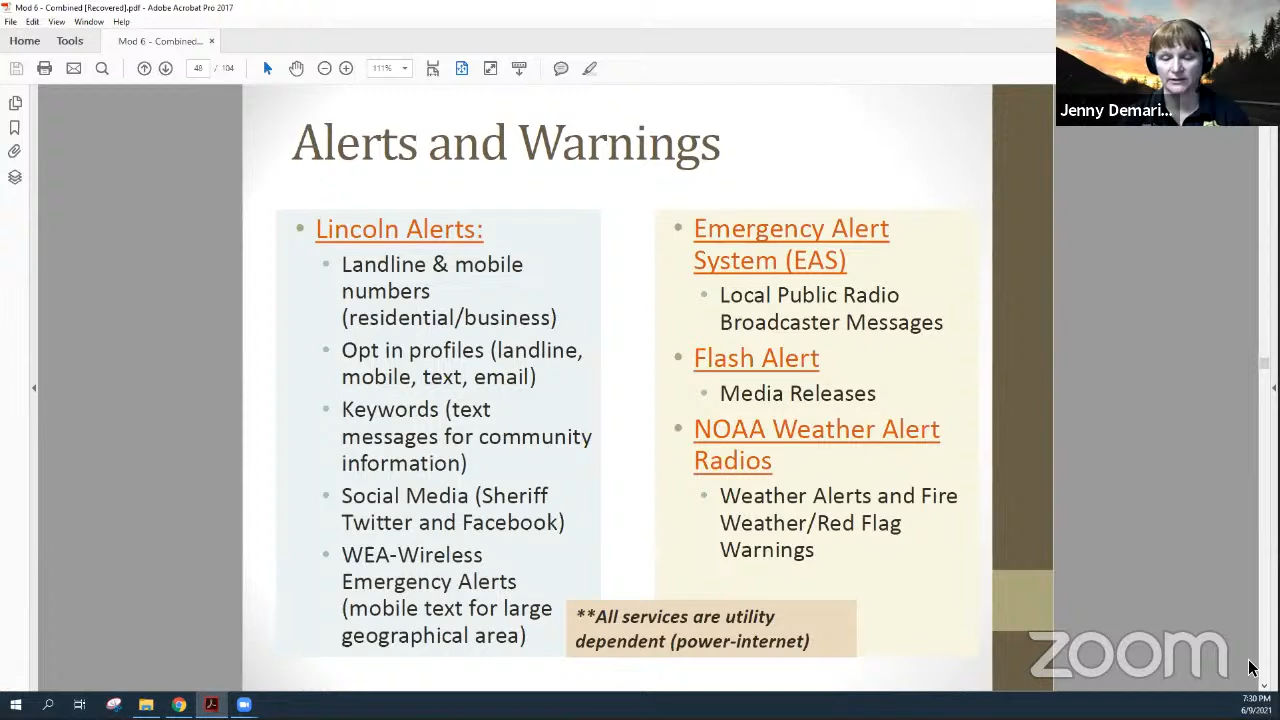 Mod 6 - Combined [Recovered].pdf - Adobe Acrobat Pro 2017
File Edit View Window Help
Home Tools Mod 6 - Combined... ×
48 / 104 111%
Jenny Demari...
Alerts and Warnings
• Lincoln Alerts:
• Landline & mobile
numbers
(residential/business)
• Opt in profiles (landline,
mobile, text, email)
• Keywords (text
messages for community
information)
• Social Media (Sheriff
Twitter and Facebook)
• WEA-Wireless
Emergency Alerts
(mobile text for large
geographical area)
• Emergency Alert
System (EAS)
• Local Public Radio
Broadcaster Messages
• Flash Alert
• Media Releases
• NOAA Weather Alert
Radios
• Weather Alerts and Fire
Weather/Red Flag
Warnings
**All services are utility
dependent (power-internet)
zoom
7:30 PM
6/9/2021